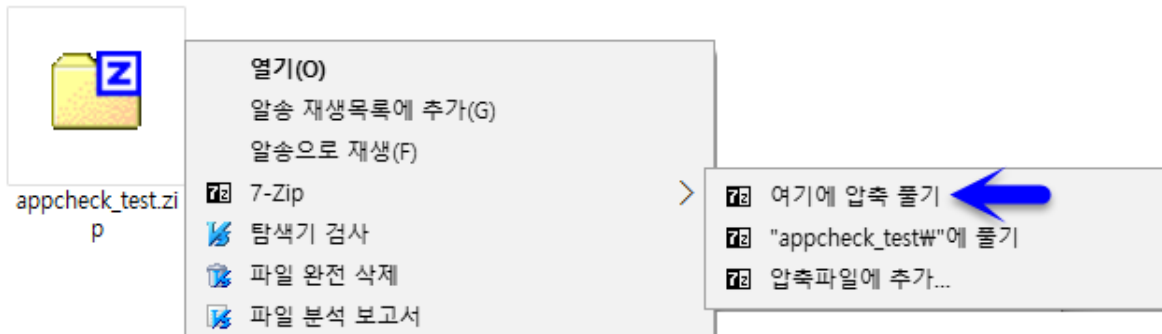 열기(O)
알송 재생목록에 추가(G)
알송으로 재생(F)
appcheck_test.zi
p
7-Zip
탐색기 검사
파일 완전 삭제
파일 분석 보고서
여기에 압축 풀기
"appcheck_test₩"에 풀기
압축파일에 추가...